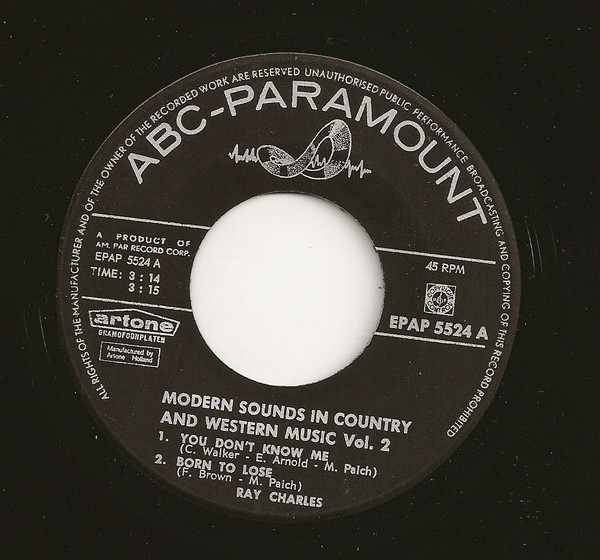 ALL RIGHTS OF THE MANUFACTURER AND OF THE OWNER OF THE RECORDED WORK ARE RESERVED UNAUTHORISED PUBLIC PERFORMANCE BROADCASTING AND COPYING OF THIS RECORD PROHIBITED
ABC-PARAMOUNT
A PRODUCT OF
AM. PAR RECORD CORP.
EPAP 5524 A
TIME: 3 : 14
3 : 15
45 RPM
artone
GRAMOFOONPLATEN
EPAP 5524 A
Manufactured by
Artone Holland
MODERN SOUNDS IN COUNTRY
AND WESTERN MUSIC Vol. 2
1. YOU DON'T KNOW ME
(C. Walker - E. Arnold - M. Paich)
2. BORN TO LOSE
(F. Brown - M. Paich)
RAY CHARLES